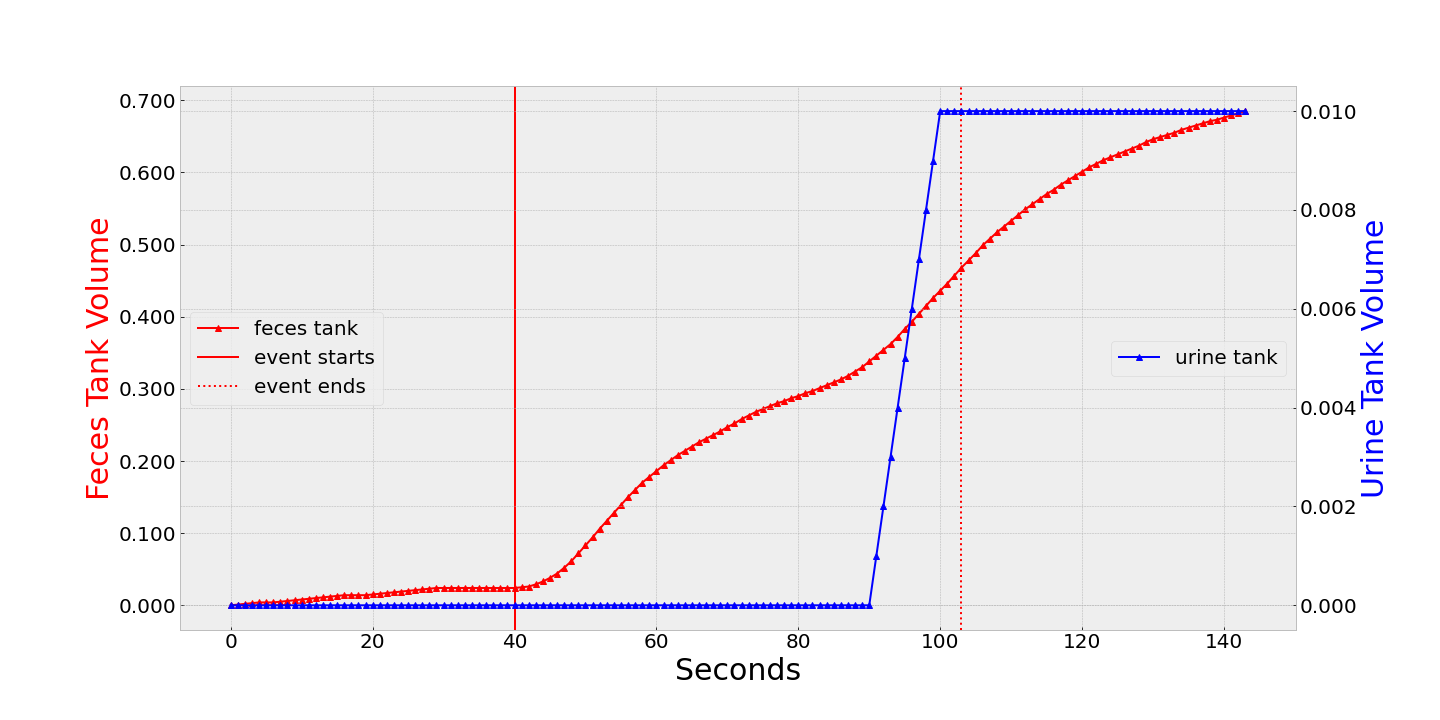 Feces Tank Volume
0.700
0.600
0.500
0.400
0.300
0.200
0.100
0.000
feces tank
event starts
event ends
urine tank
0.010
0.008
0.006
0.004
0.002
0.000
Urine Tank Volume
0 20 40 60 80 100 120 140
Seconds